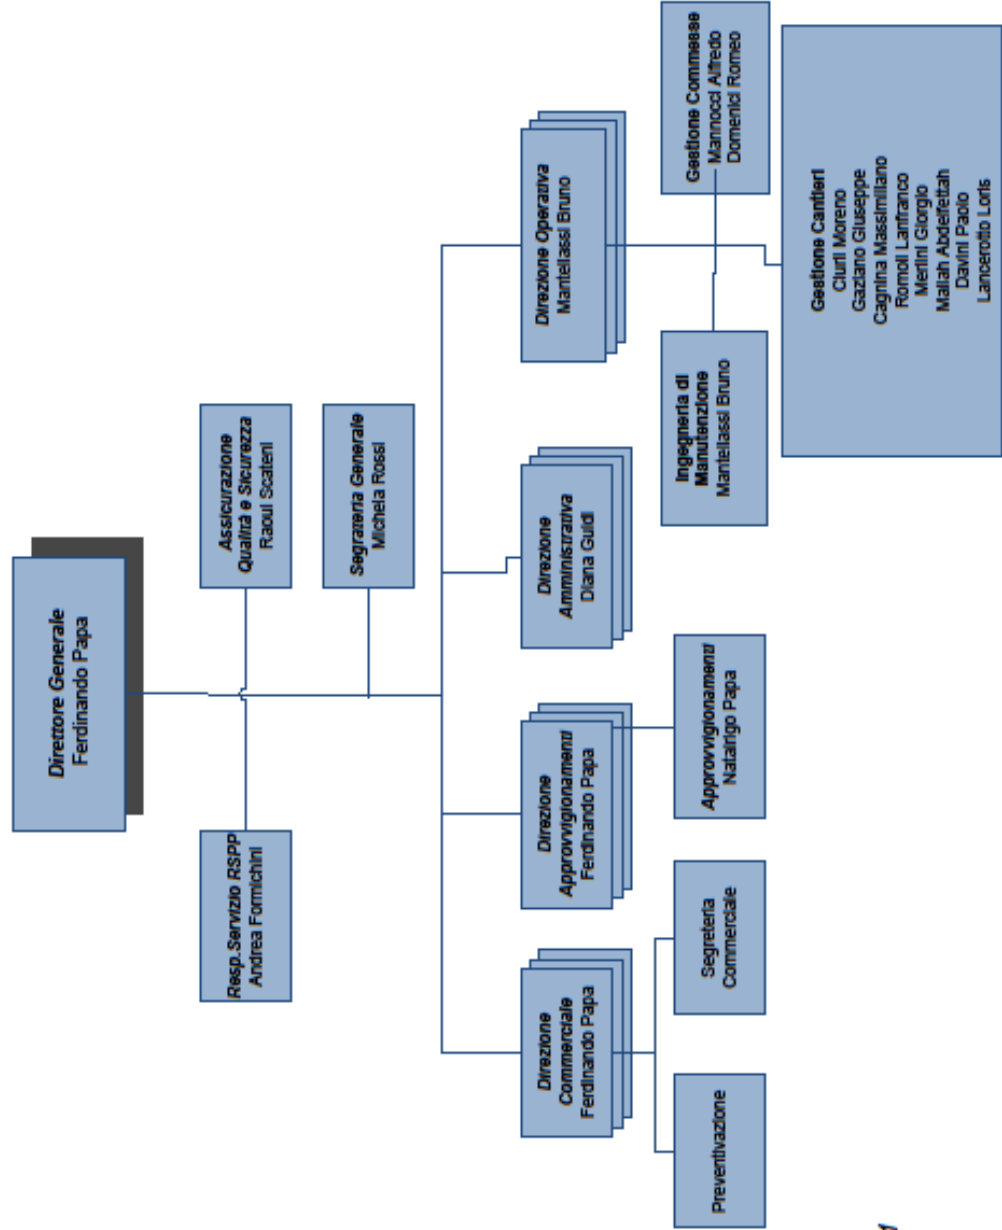 Direttore Generale
Ferdinando Papa
Resp.Servizio RSPP
Andrea Formichini
Assicurazione
Qualità e Sicurezza
Raoul Scateni
Segrateria Generale
Michela Rossi
Direzione
Commerciale
Ferdinando Papa
Direzione
Approvvigionamenti
Ferdinando Papa
Direzione
Amministrativa
Diana Guidi
Direzione Operativa
Mantellassi Bruno
Preventivazione
Segreteria
Commerciale
Approvvigionamenti
Natalrigo Papa
Ingegneria di
Manutenzione
Mantellassi Bruno
Gestione Commesse
Mannocci Alfredo
Domenici Romeo
Gestione Cantieri
Ciurli Moreno
Gaziano Giuseppe
Cagnina Massimiliano
Romoli Lanfranco
Merlini Giorgio
Mallah Abdelfettah
Davini Paolo
Lancerotto Loris